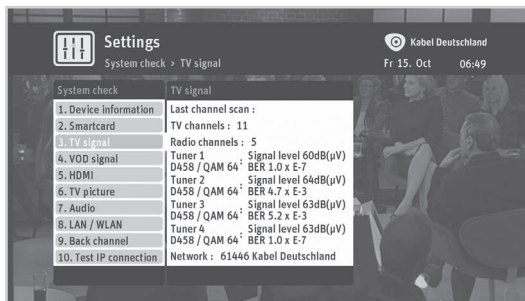 Settings
System check > TV signal
Kabel Deutschland
Fr 15. Oct 06:49
System check
1. Device information
2. Smartcard
3. TV signal
4. VOD signal
5. HDMI
6. TV picture
7. Audio
8. LAN / WLAN
9. Back channel
10. Test IP connection
TV signal
Last channel scan :
TV channels : 11
Radio channels : 5
Tuner 1 : Signal level 60dB(µV)
D458 / QAM 64 BER 1.0 x E-7
Tuner 2 : Signal level 64dB(µV)
D458 / QAM 64 BER 4.7 x E-3
Tuner 3 : Signal level 63dB(µV)
D458 / QAM 64 BER 5.2 x E-3
Tuner 4 : Signal level 63dB(µV)
D458 / QAM 64 BER 1.0 x E-7
Network : 61446 Kabel Deutschland